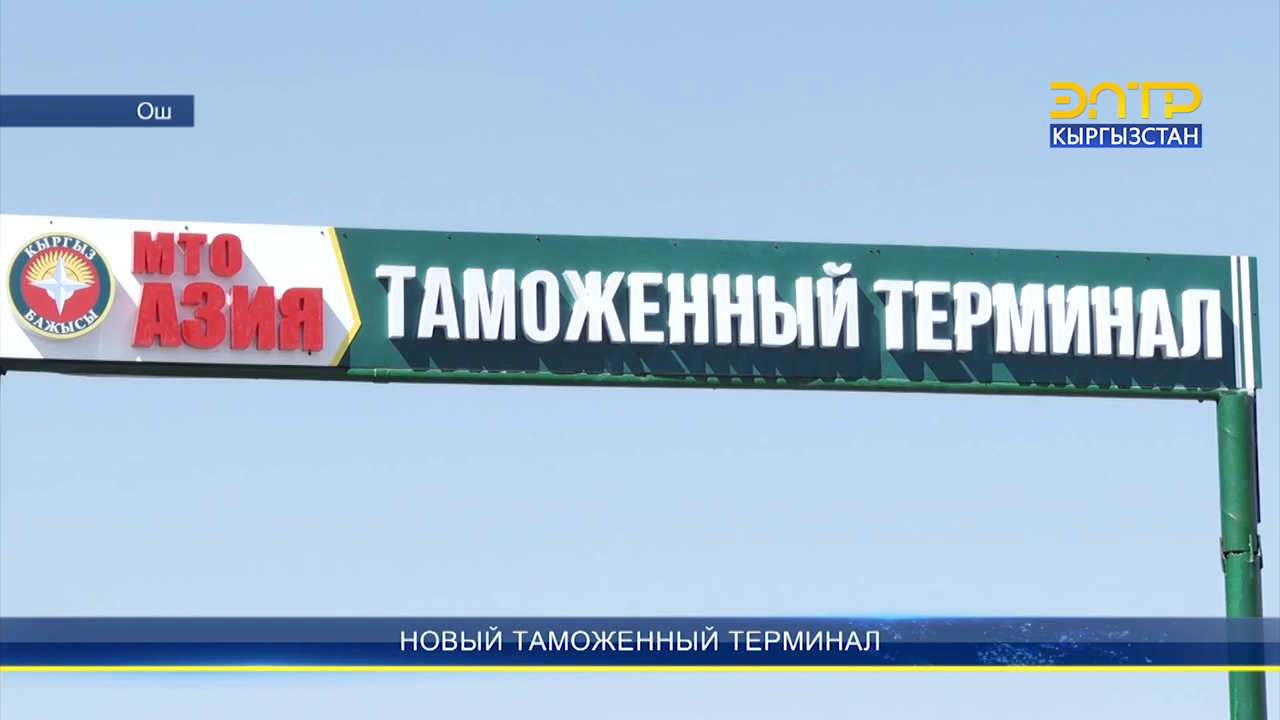 Ош
ЭЛТР
КЫРГЫЗСТАН
КЫРГЫЗ
БАЖЫСЫ
МТО
АЗИЯ
ТАМОЖЕННЫЙ ТЕРМИНАЛ
НОВЫЙ ТАМОЖЕННЫЙ ТЕРМИНАЛ